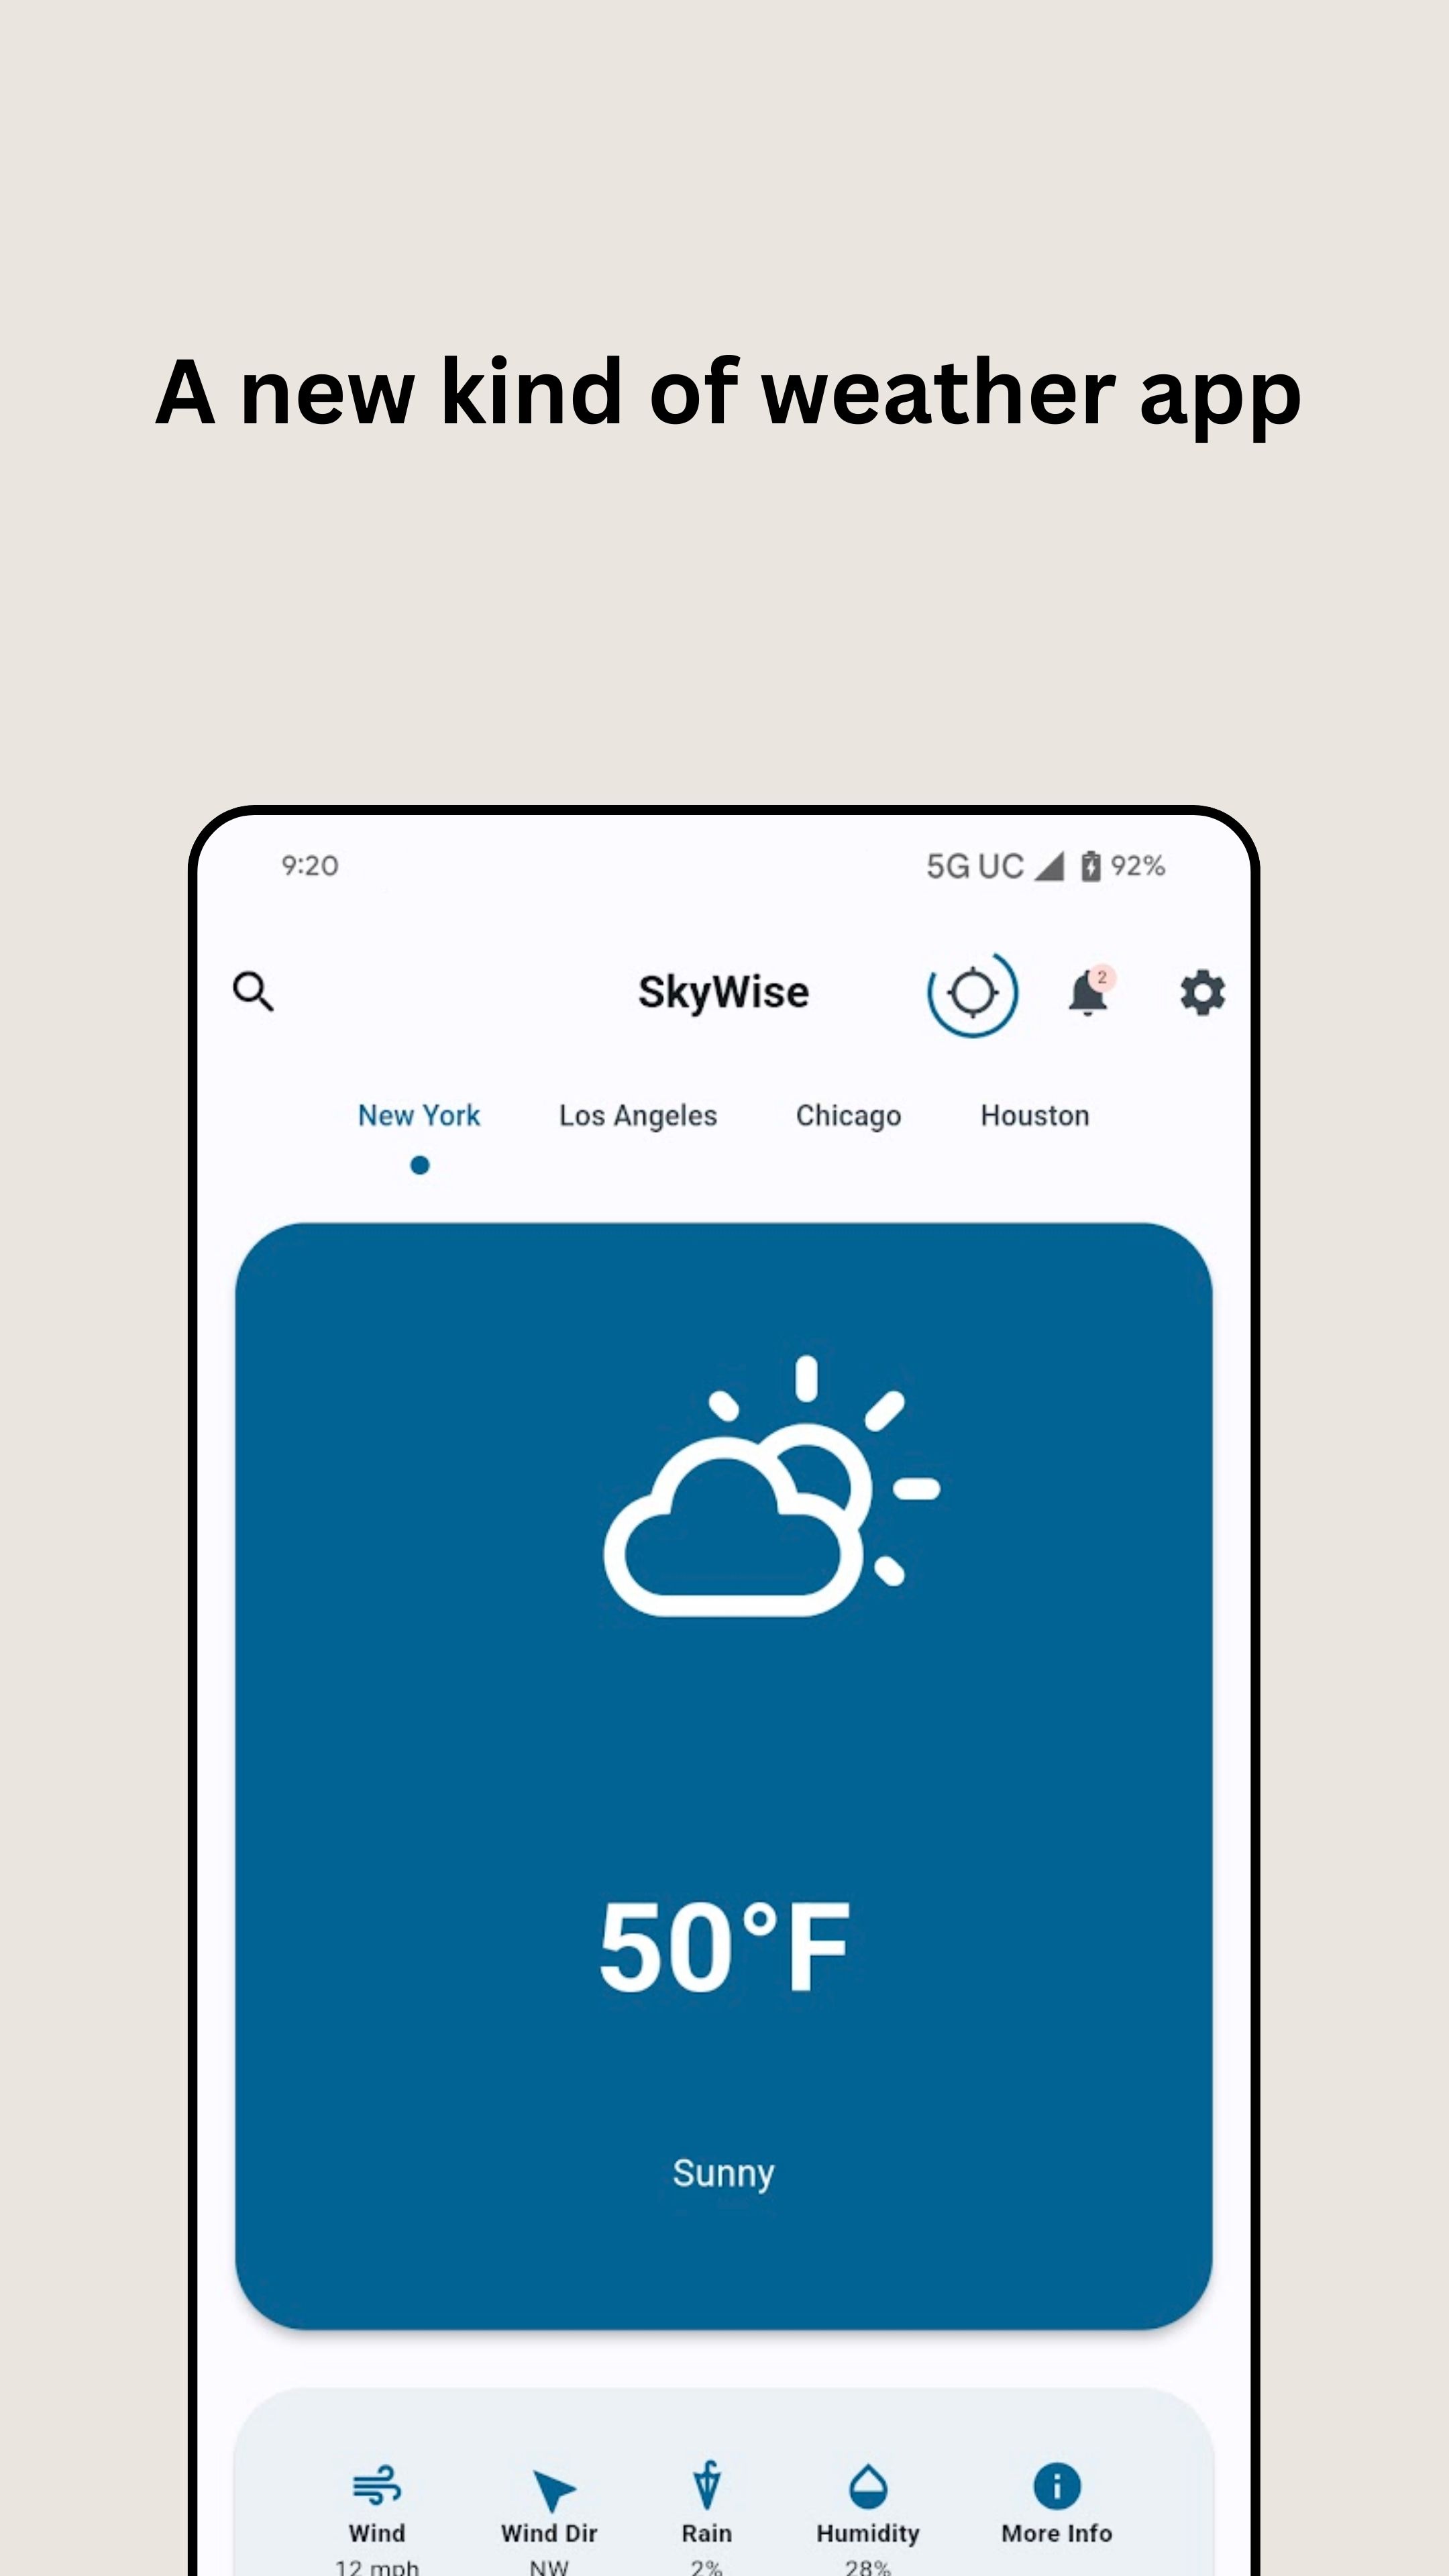 A new kind of weather app
9:20
5G UC 92%
SkyWise
2
New York Los Angeles Chicago Houston
50°F
Sunny
Wind Wind Dir Rain Humidity More Info
12 mph NW 2% 28%